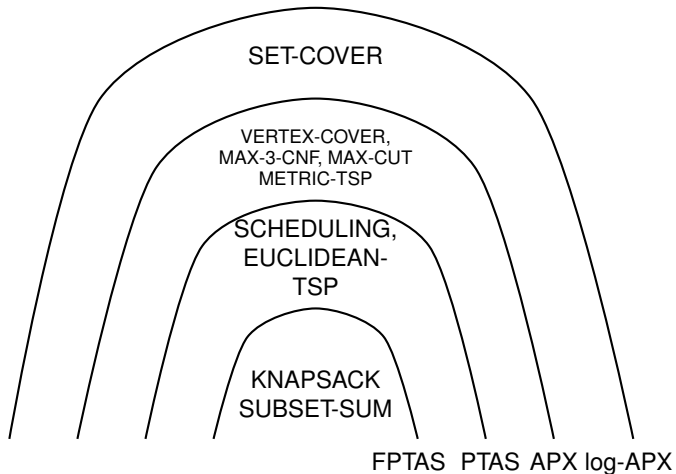 SET-COVER
VERTEX-COVER,
MAX-3-CNF, MAX-CUT
METRIC-TSP
SCHEDULING,
EUCLIDEAN-
TSP
KNAPSACK
SUBSET-SUM
FPTAS PTAS APX log-APX